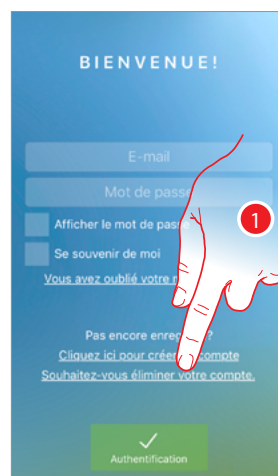 BIENVENUE!
E-mail
Mot de passe
1
Afficher le mot de passe
Se souvenir de moi
Vous avez oublié votre
Pas encore ?
Cliquez ici pour créer compte
Souhaitez-vous éliminer votre compte.
Authentification